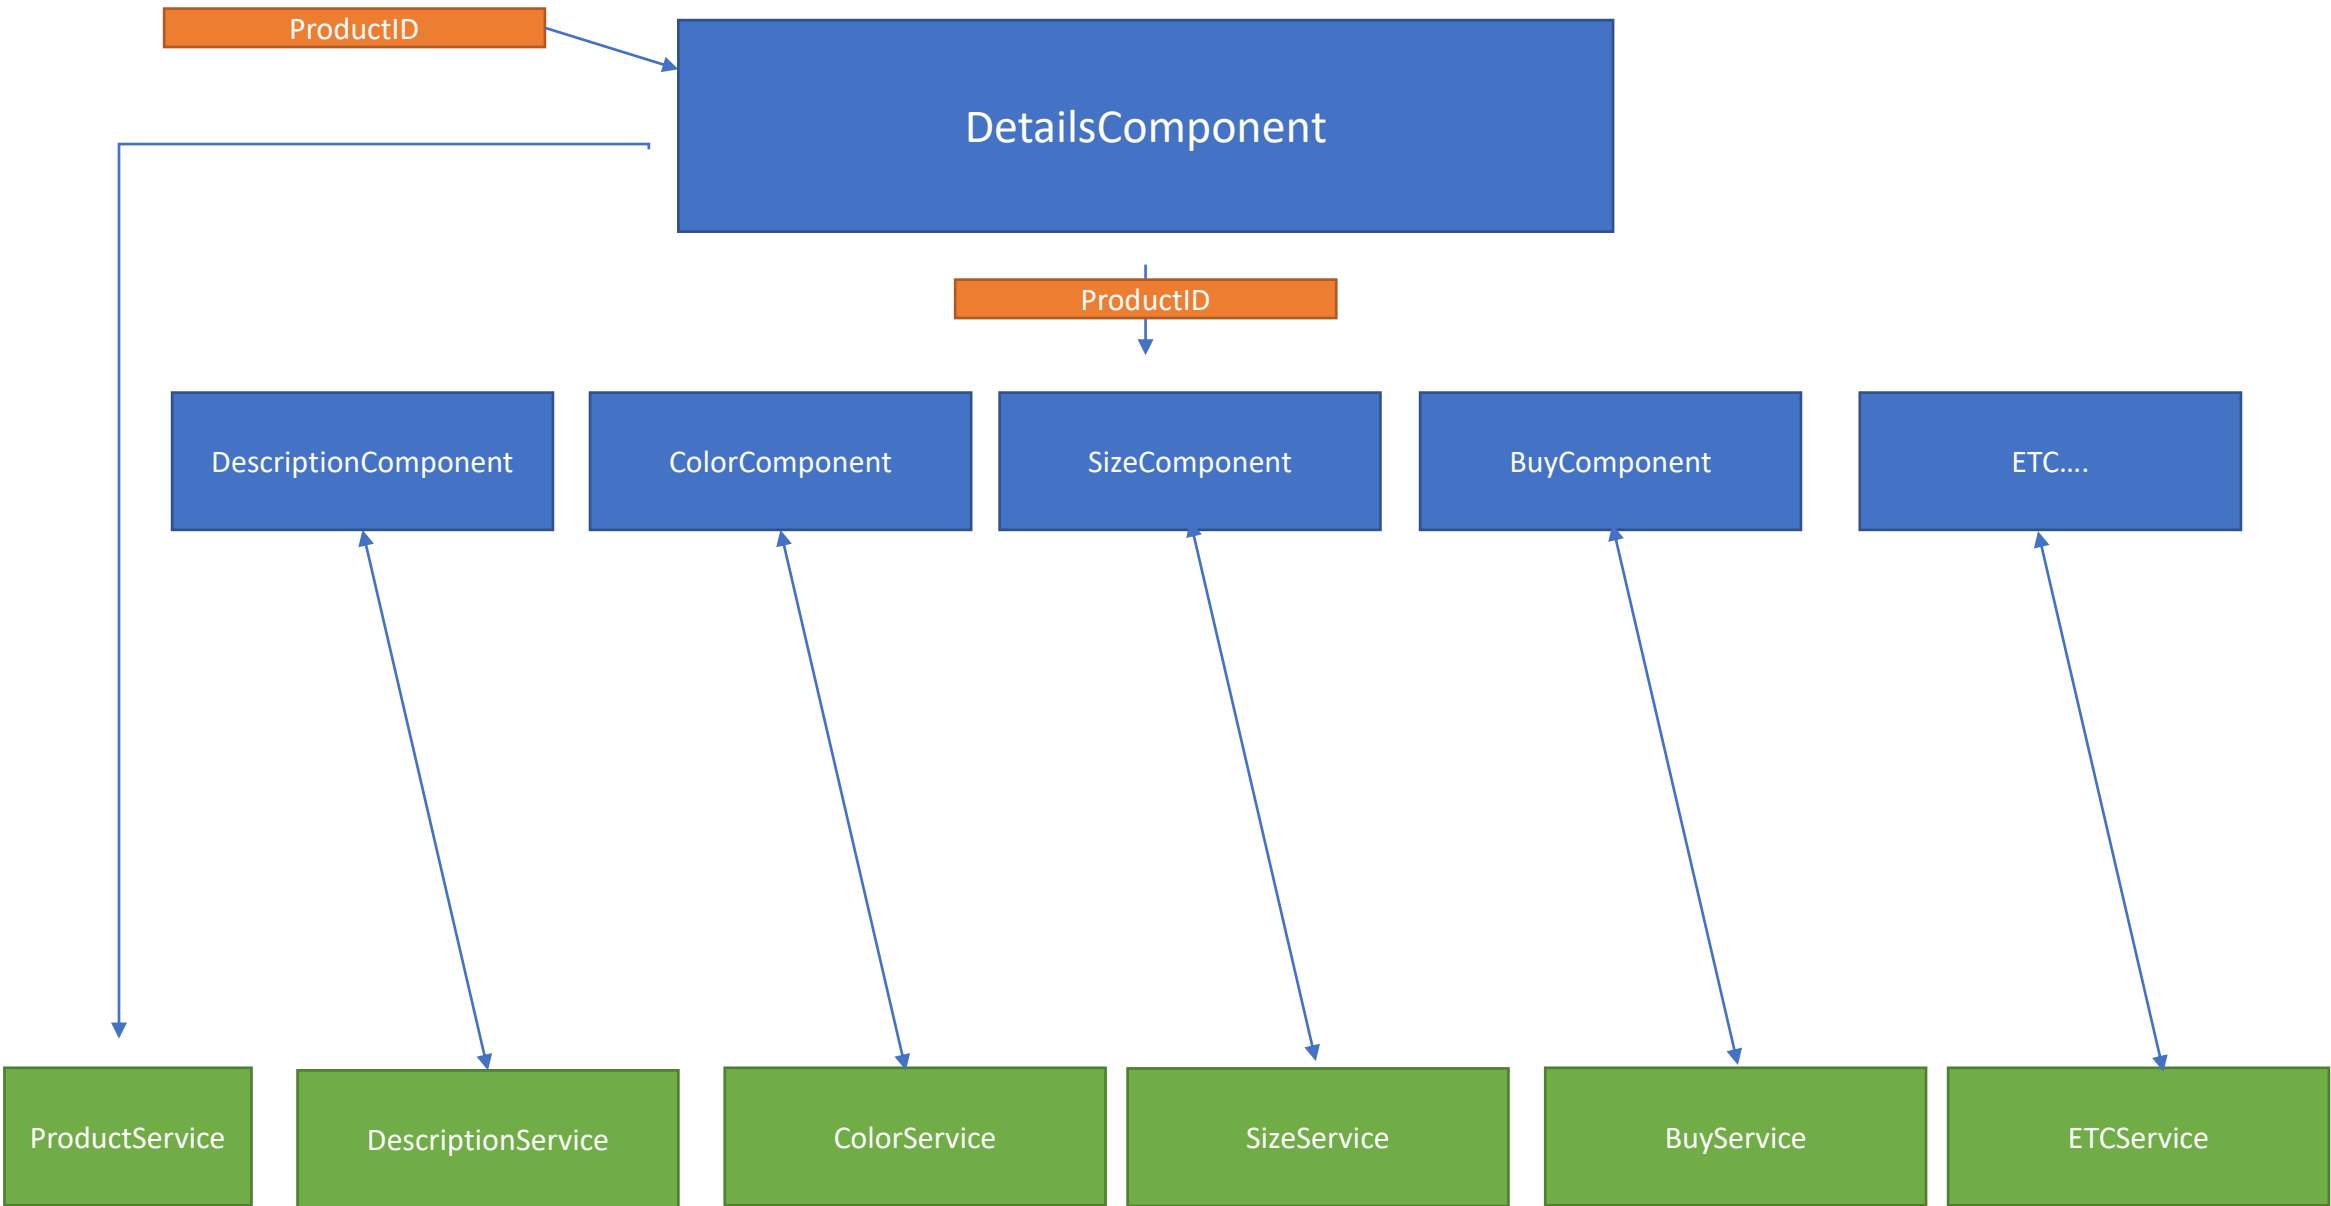 ProductID
DetailsComponent
ProductID
DescriptionComponent
ColorComponent
SizeComponent
BuyComponent
ETC….
ProductService
DescriptionService
ColorService
SizeService
BuyService
ETCService